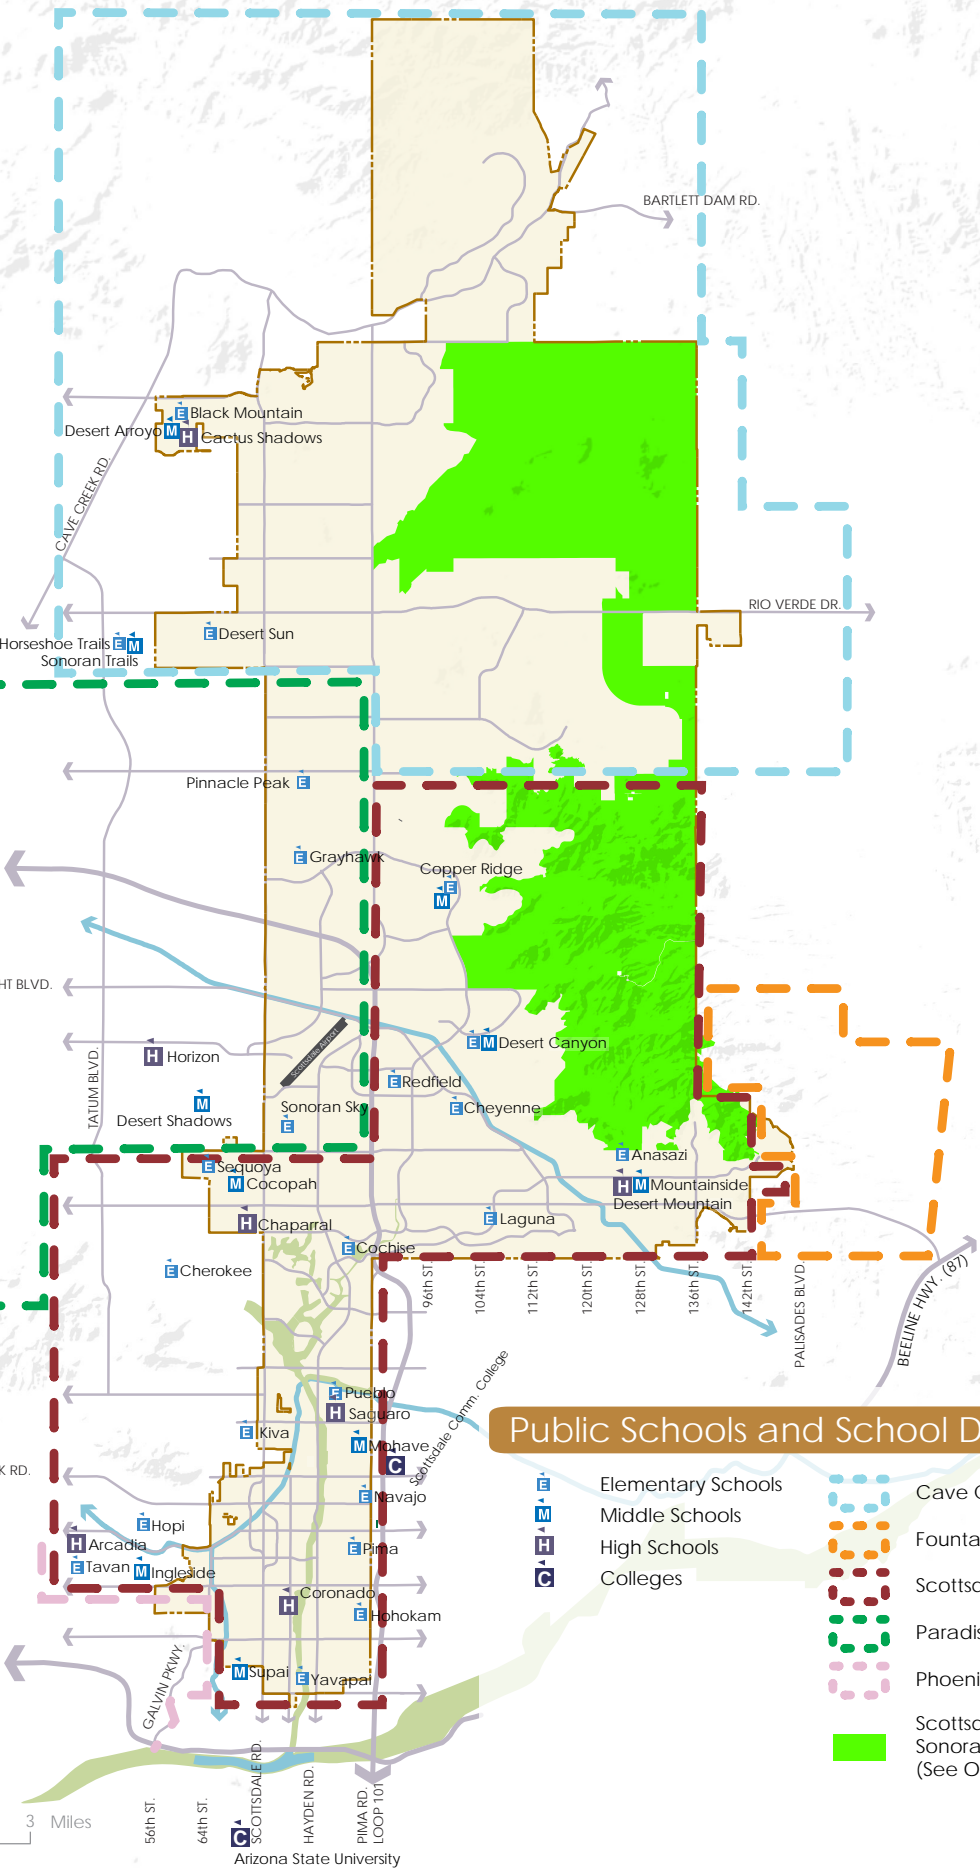 BARTLETT DAM RD.
E Black Mountain
Desert Arroyo M
H Cactus Shadows
CAVE CREEK RD.
RIO VERDE DR.
E Desert Sun
Horseshoe Trails E M
Sonoran Trails
Pinnacle Peak E
E Grayhawk
Copper Ridge
E
M
HT BLVD.
Scottsdale Airport
E M Desert Canyon
H Horizon
TATUM BLVD.
E Redfield
M
Desert Shadows
Sonoran Sky
E
E Cheyenne
E Anasazi
E Sequoya
M Cocopah
H M Mountainside
Desert Mountain
H Chaparral
E Laguna
E Cochise
E Cherokee
96th ST.
104th ST.
112th ST.
120th ST.
128th ST.
136th ST.
142th ST.
PALISADES BLVD.
BEELINE HWY. (87)
E Pueblo
H Saguaro
E Kiva
M Mohave
C Scottsdale Comm. College
K RD.
E Navajo
E Hopi
H Arcadia
E Tavan
M Ingleside
E Pima
Coronado
H
E Hohokam
M Supai
E Yavapai
GALVIN PKWY.
Public Schools and School D
E Elementary Schools
M Middle Schools
H High Schools
C Colleges
Cave C
Founta
Scottsd
Paradis
Phoeni
Scottsd
Sonora
(See O
3 Miles
56th ST.
64th ST.
SCOTTSDALE RD.
HAYDEN RD.
PIMA RD.
LOOP 101
C
Arizona State University